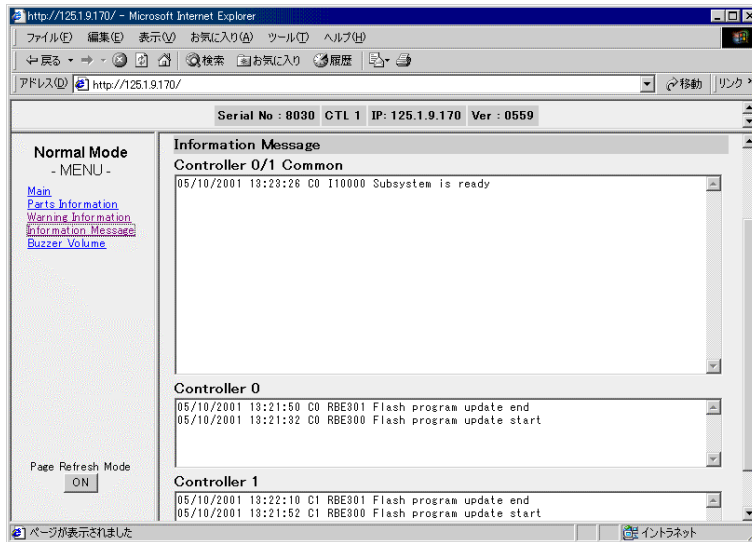 http://125.1.9.170/ - Microsoft Internet Explorer
ファイル(F) 編集(E) 表示(V) お気に入り(A) ツール(T) ヘルプ(H)
戻る 検索 お気に入り 履歴
アドレス(D) http://125.1.9.170/ 移動 リンク
Serial No : 8030 CTL 1 IP: 125.1.9.170 Ver : 0559
Normal Mode
- MENU -
Main
Parts Information
Warning Information
Information Message
Buzzer Volume
Page Refresh Mode
ON
Information Message
Controller 0/1 Common
05/10/2001 13:23:26 C0 I10000 Subsystem is ready
Controller 0
05/10/2001 13:21:50 C0 RBE301 Flash program update end
05/10/2001 13:21:32 C0 RBE300 Flash program update start
Controller 1
05/10/2001 13:22:10 C1 RBE301 Flash program update end
05/10/2001 13:21:52 C1 RBE300 Flash program update start
ページが表示されました イントラネット